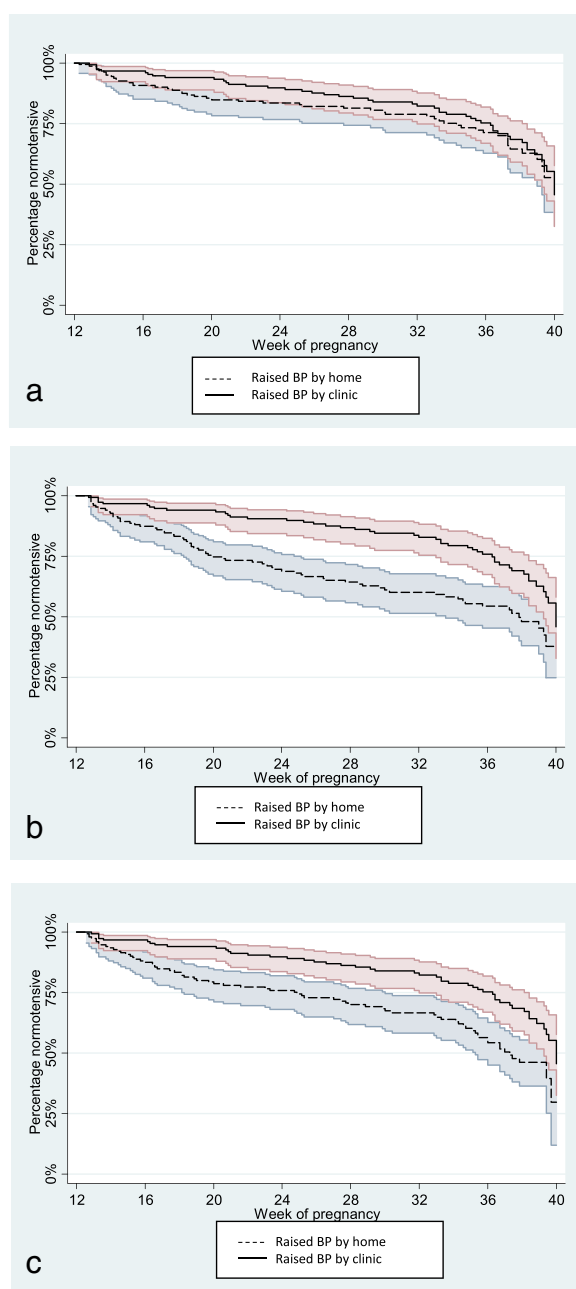 100%
75%
50%
25%
0%
Percentage normotensive
12 16 20 24 28 32 36 40
Week of pregnancy
Raised BP by home
Raised BP by clinic
a
100%
75%
50%
25%
0%
Percentage normotensive
12 16 20 24 28 32 36 40
Week of pregnancy
Raised BP by home
Raised BP by clinic
b
100%
75%
50%
25%
0%
Percentage normotensive
12 16 20 24 28 32 36 40
Week of pregnancy
Raised BP by home
Raised BP by clinic
c